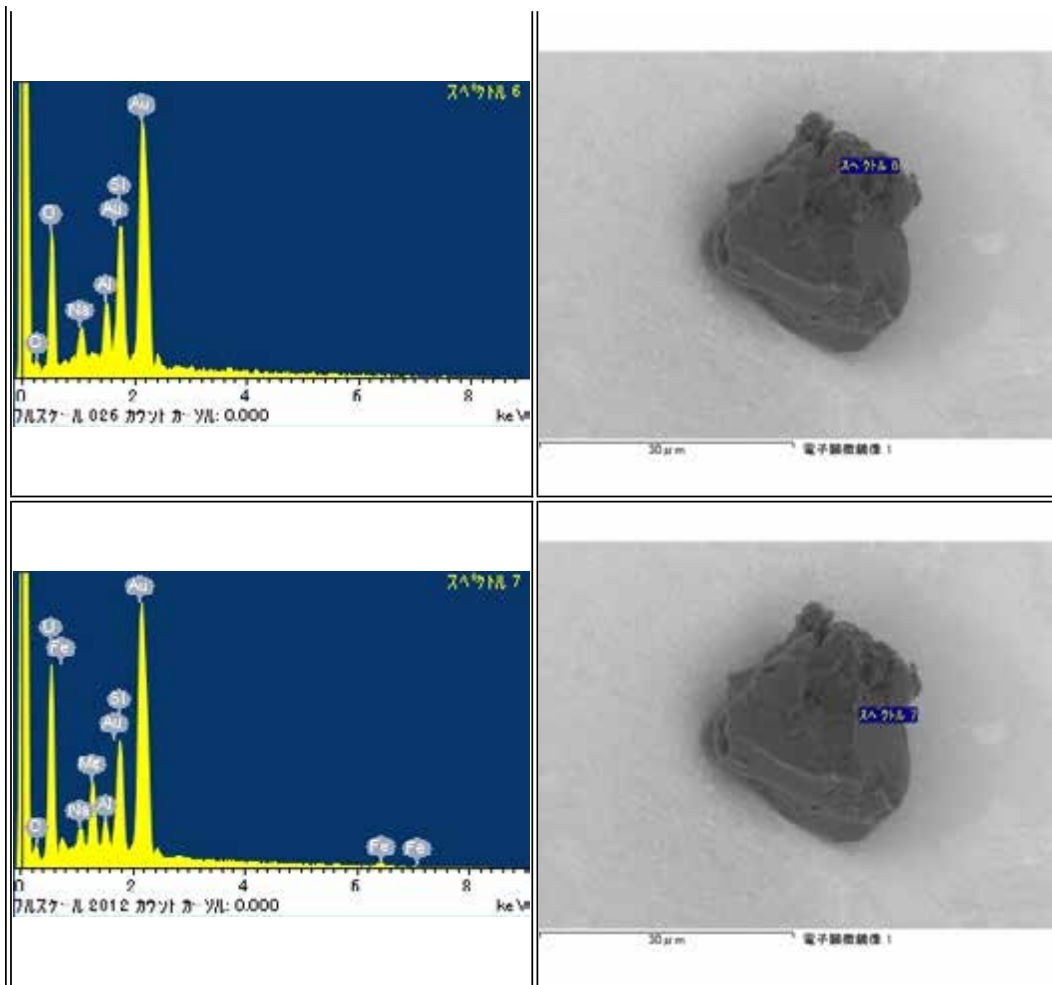 スペクトル 6
Au
Si
O
Au
Al
Na
C
0 2 4 6 8
フルスケール 026 カウント カーソル: 0.000 keV
スペクトル 6
30μm 電子顕微鏡像 1
スペクトル 7
Au
O
Fe
Si
Au
Mg
Na
Al
C
Fe
Fe
0 2 4 6 8
フルスケール 2012 カウント カーソル: 0.000 keV
スペクトル 7
30μm 電子顕微鏡像 1